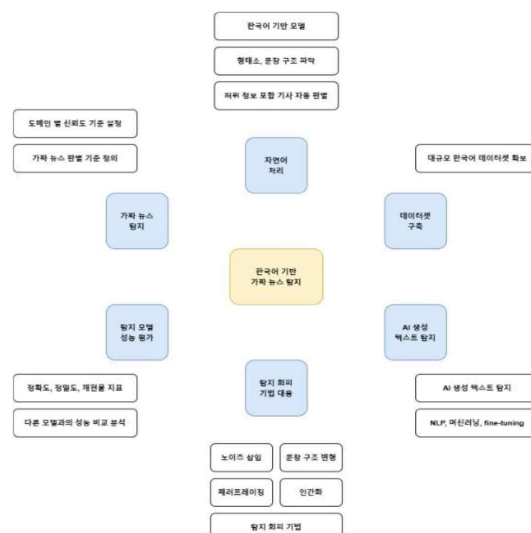 한국어 기반 모델
형태소, 문장 구조 파악
허위 정보 포함 기사 자동 판별
도메인 별 신뢰도 기준 설정
가짜 뉴스 판별 기준 정의
자연어
처리
대규모 한국어 데이터셋 확보
가짜 뉴스
탐지
데이터셋
구축
한국어 기반
가짜 뉴스 탐지
탐지 모델
성능 평가
AI 생성
텍스트 탐지
탐지 회피
기법 대응
정확도, 정밀도, 재현율 지표
다른 모델과의 성능 비교 분석
AI 생성 텍스트 탐지
NLP, 머신러닝, fine-tuning
노이즈 삽입
문장 구조 변형
패러프레이징
인간화
탐지 회피 기법